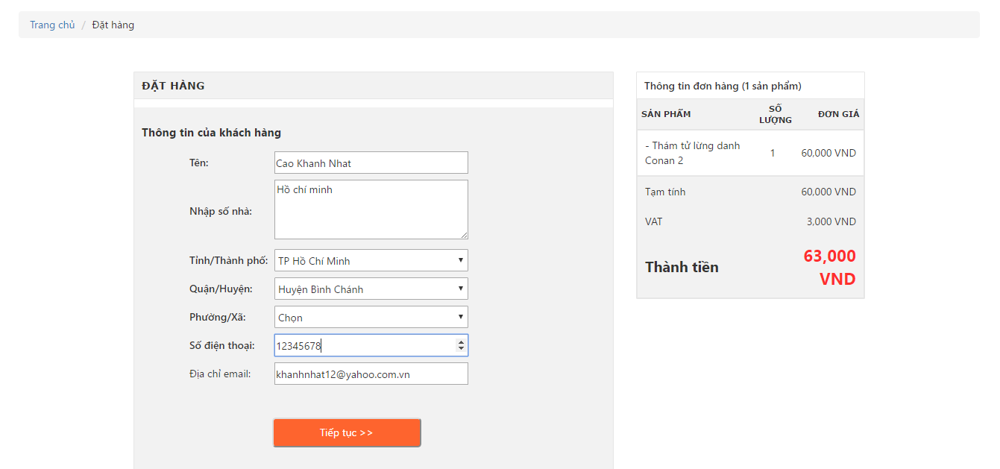 Trang chủ / Đặt hàng
ĐẶT HÀNG
Thông tin của khách hàng
Tên: Cao Khanh Nhat
Nhập số nhà: Hồ chí minh
Tỉnh/Thành phố: TP Hồ Chí Minh
Quận/Huyện: Huyện Bình Chánh
Phường/Xã: Chọn
Số điện thoại: 12345678
Địa chỉ email: khanhnhat12@yahoo.com.vn
Tiếp tục >>
Thông tin đơn hàng (1 sản phẩm)
SẢN PHẨM SỐ LƯỢNG ĐƠN GIÁ
- Thám tử lừng danh Conan 2 1 60,000 VND
Tạm tính 60,000 VND
VAT 3,000 VND
Thành tiền 63,000 VND